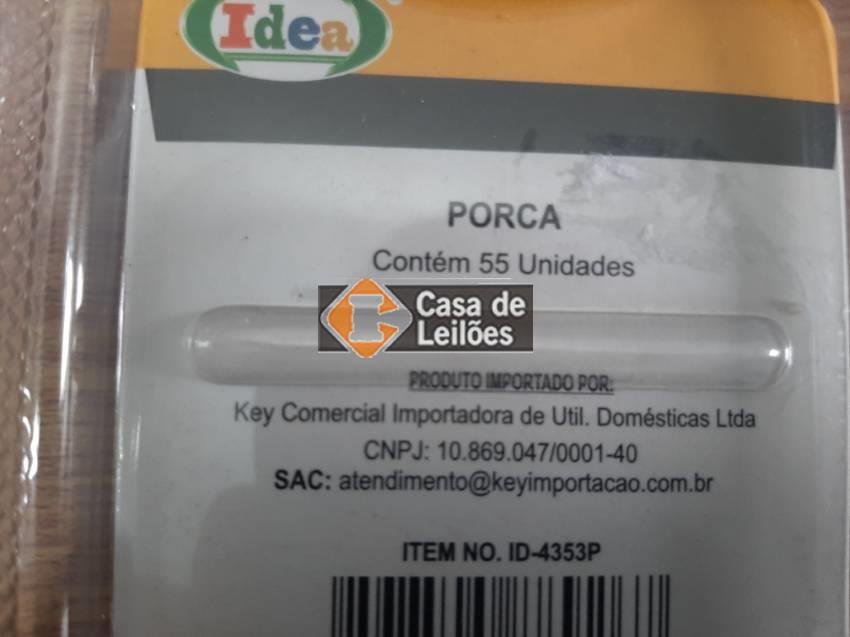 Idea
PORCA
Contém 55 Unidades
Casa de
Leilões
PRODUTO IMPORTADO POR:
Key Comercial Importadora de Util. Domésticas Ltda
CNPJ: 10.869.047/0001-40
SAC: atendimento@keyimportacao.com.br
ITEM NO. ID-4353P